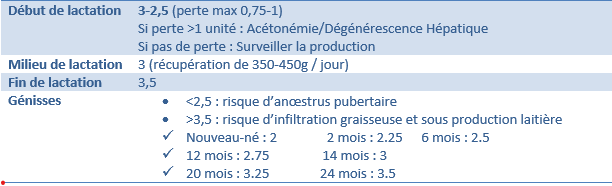 Début de lactation 3-2,5 (perte max 0,75-1)
Si perte >1 unité : Acétonémie/Dégénérescence Hépatique
Si pas de perte : Surveiller la production
Milieu de lactation 3 (récupération de 350-450g / jour)
Fin de lactation 3,5
Génisses • <2,5 : risque d'anœstrus pubertaire
• >3,5 : risque d'infiltration graisseuse et sous production laitière
✓ Nouveau-né : 2 2 mois : 2.25 6 mois : 2.5
✓ 12 mois : 2.75 14 mois : 3
✓ 20 mois : 3.25 24 mois : 3.5